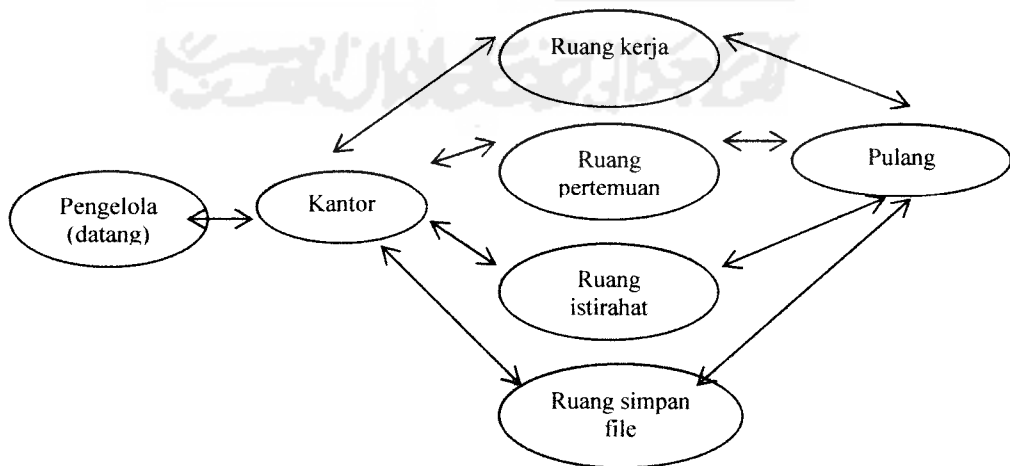 Ruang kerja
Ruang
pertemuan
Pulang
Pengelola
(datang)
Kantor
Ruang
istirahat
Ruang simpan
file